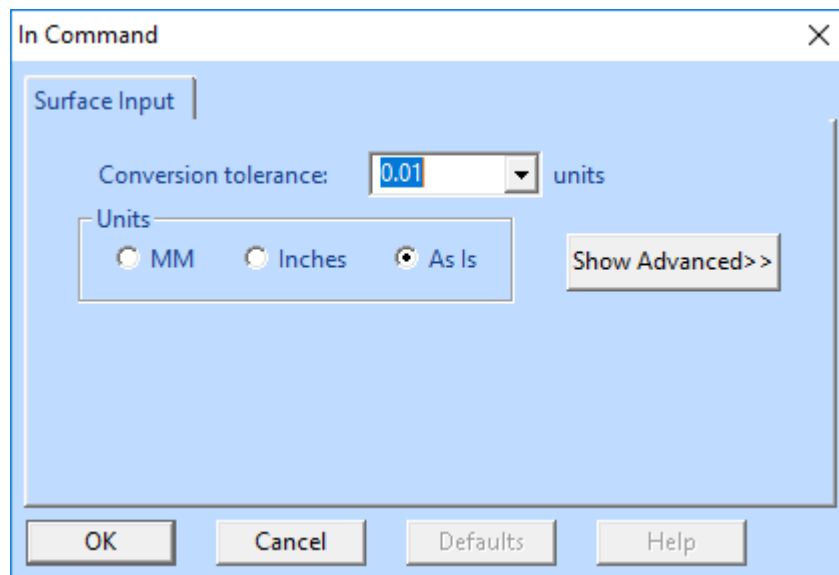 In Command
Surface Input
Conversion tolerance: 0.01 units
Units
MM Inches As Is
Show Advanced>>
OK Cancel Defaults Help